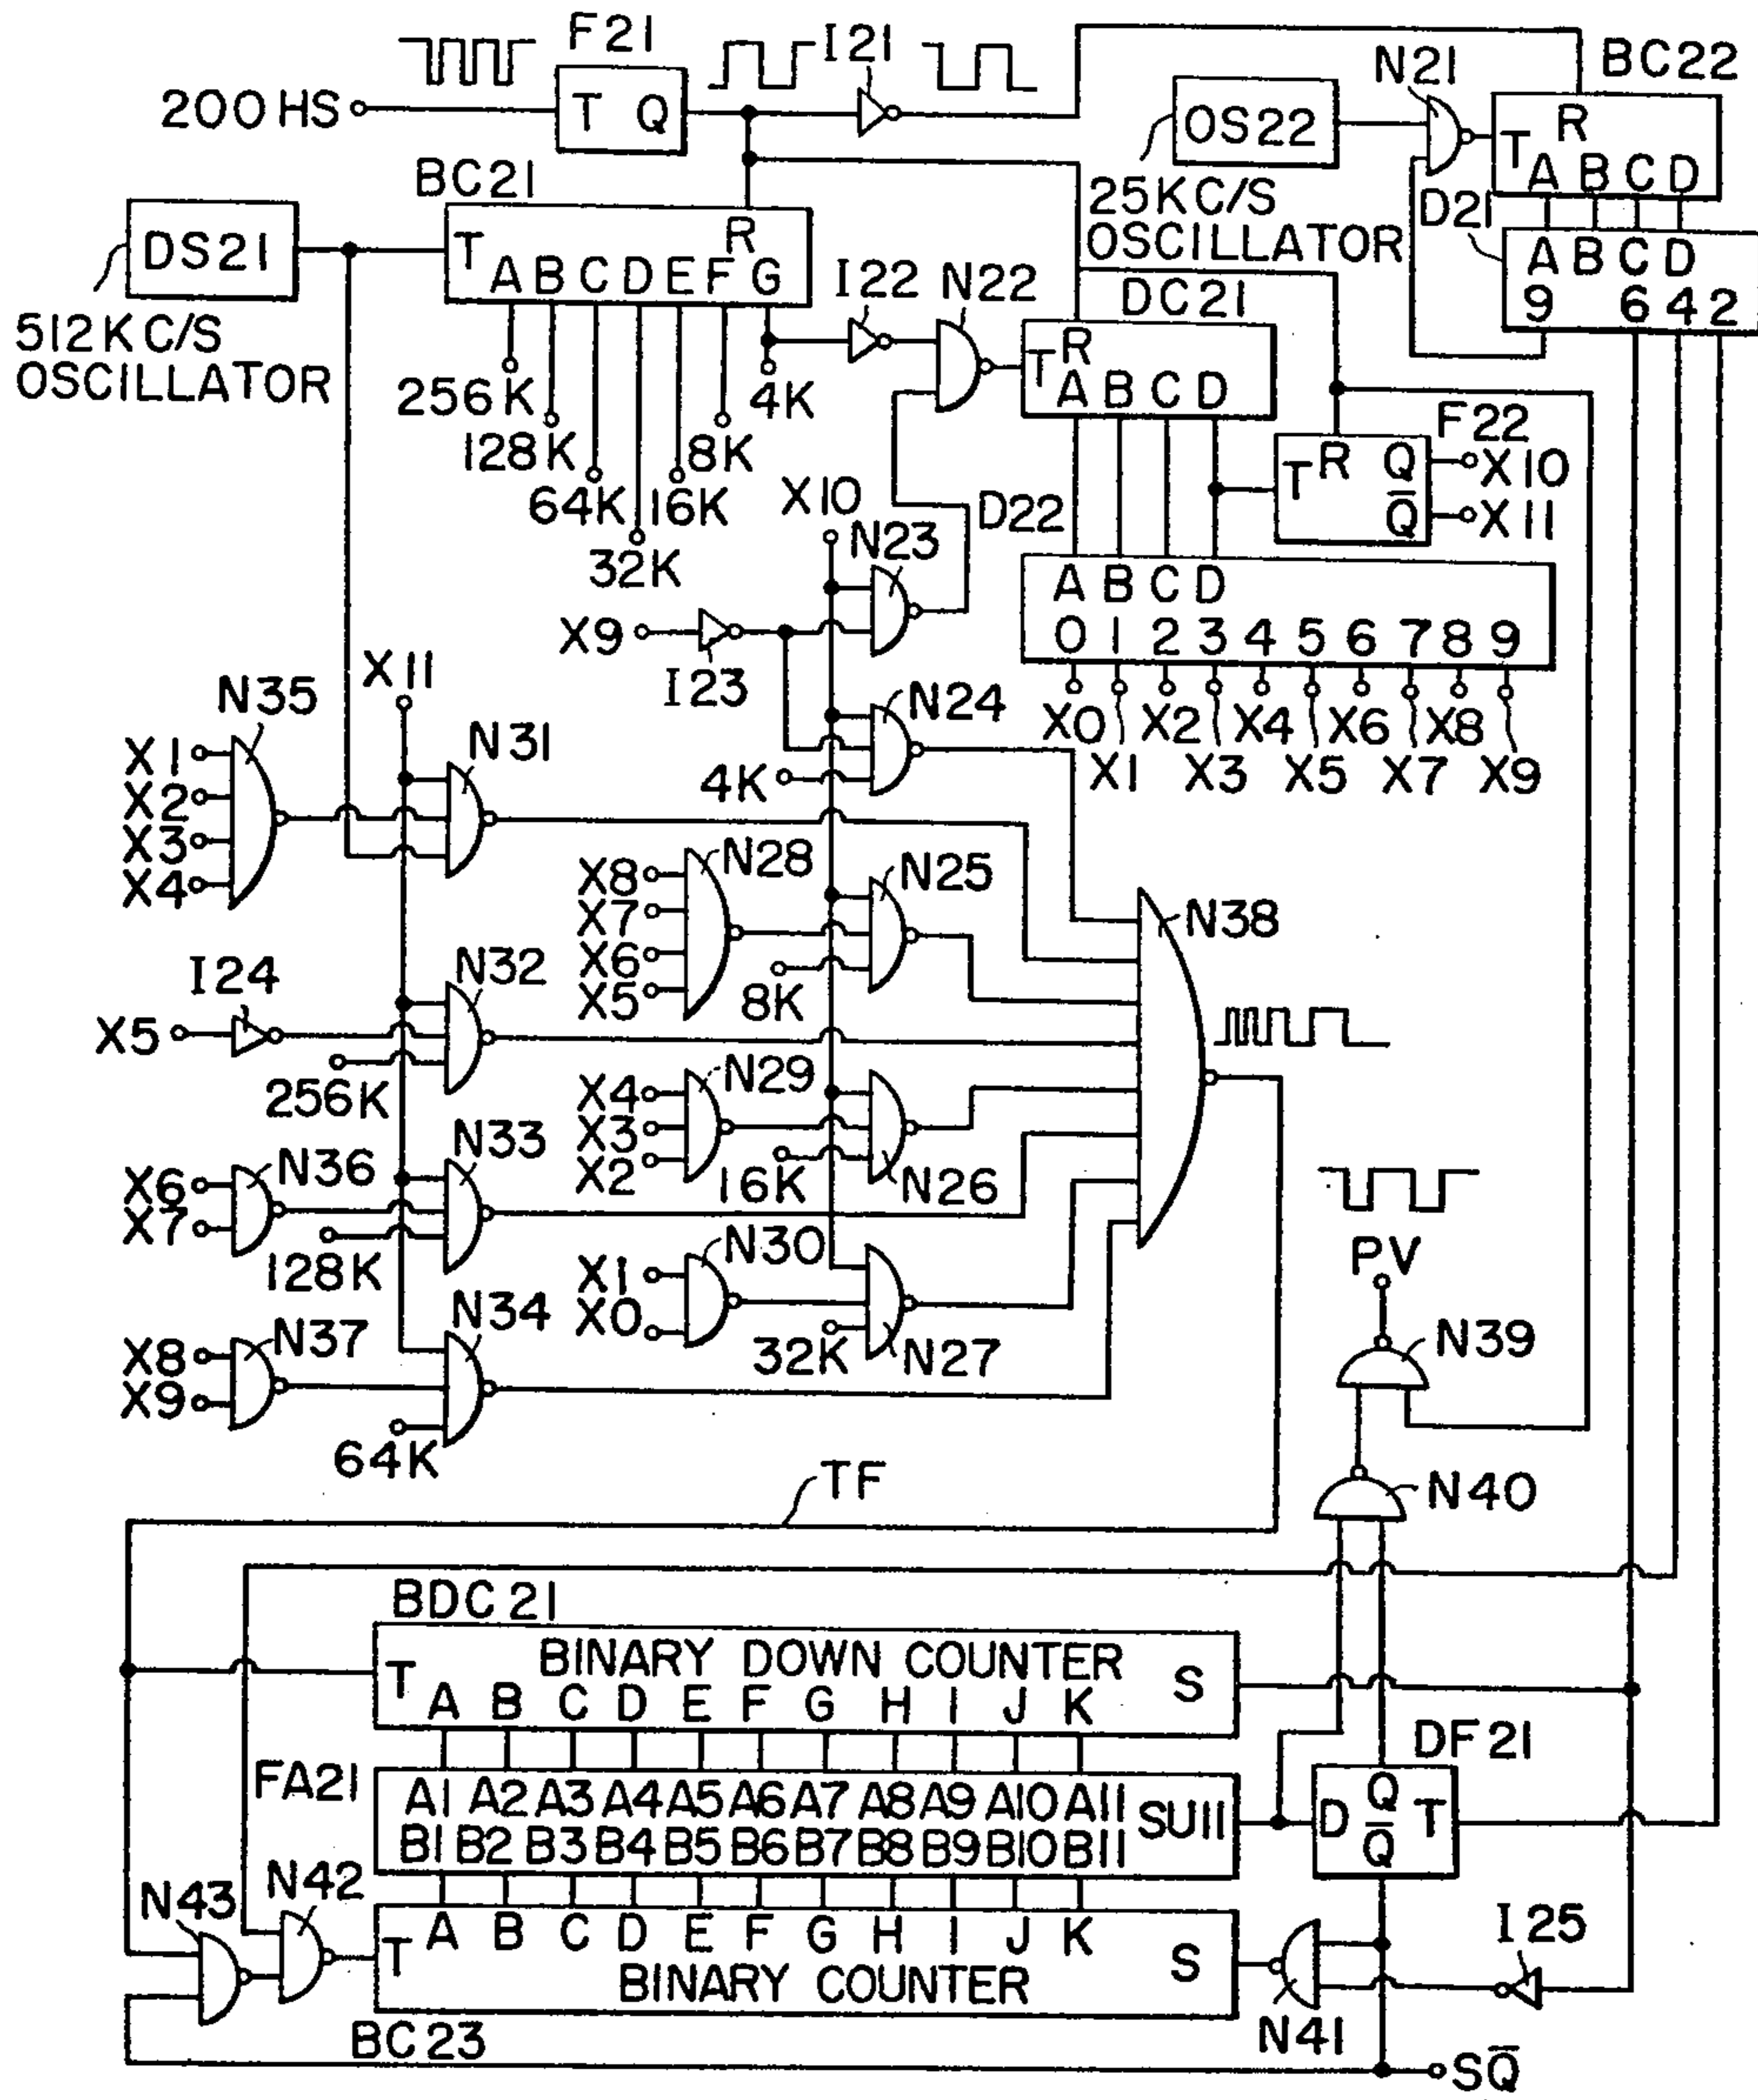 F21
I21
N21
BC22
200HS
T Q
OS22
T R
A B C D
BC21
25KC/S
OSCILLATOR
D21
DS21
T R
A B C D E F G
A B C D
9 6 4 2
I22
N22
DC21
512KC/S
OSCILLATOR
T R
A B C D
256K
4K
128K
8K
64K
16K
32K
F22
T R Q
Q̅
X10
X11
X10
D22
N23
A B C D
0 1 2 3 4 5 6 7 8 9
X9
I23
X11
N35
N24
X0 X2 X4 X6 X8
X1 X3 X5 X7 X9
N31
4K
X1
X2
X3
X4
N28
N25
X8
X7
X6
X5
8K
N38
I24
N32
X5
256K
N29
X4
X3
X2
16K
N26
N33
N36
X6
X7
128K
N30
X1
X0
32K
N27
PV
N39
N34
N37
X8
X9
64K
TF
N40
BDC21
BINARY DOWN COUNTER
T A B C D E F G H I J K S
FA21
DF21
A1 A2 A3 A4 A5 A6 A7 A8 A9 A10 A11
SU11
B1 B2 B3 B4 B5 B6 B7 B8 B9 B10 B11
D Q T
Q̅
N43
N42
T A B C D E F G H I J K S
BINARY COUNTER
I25
N41
BC23
SQ̅